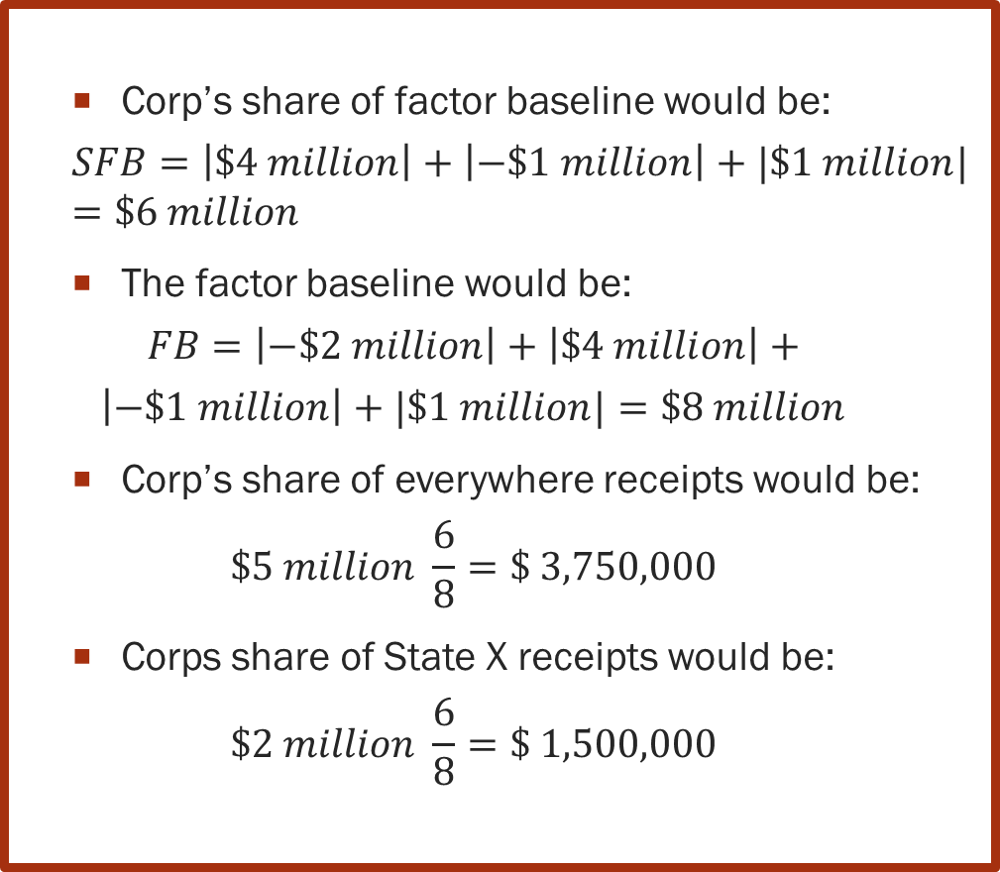 ▪ Corp’s share of factor baseline would be:
SFB = |$4 million| + |−$1 million| + |$1 million|
= $6 million
▪ The factor baseline would be:
FB = |−$2 million| + |$4 million| +
|−$1 million| + |$1 million| = $8 million
▪ Corp’s share of everywhere receipts would be:
$5 million 6/8 = $ 3,750,000
▪ Corps share of State X receipts would be:
$2 million 6/8 = $ 1,500,000